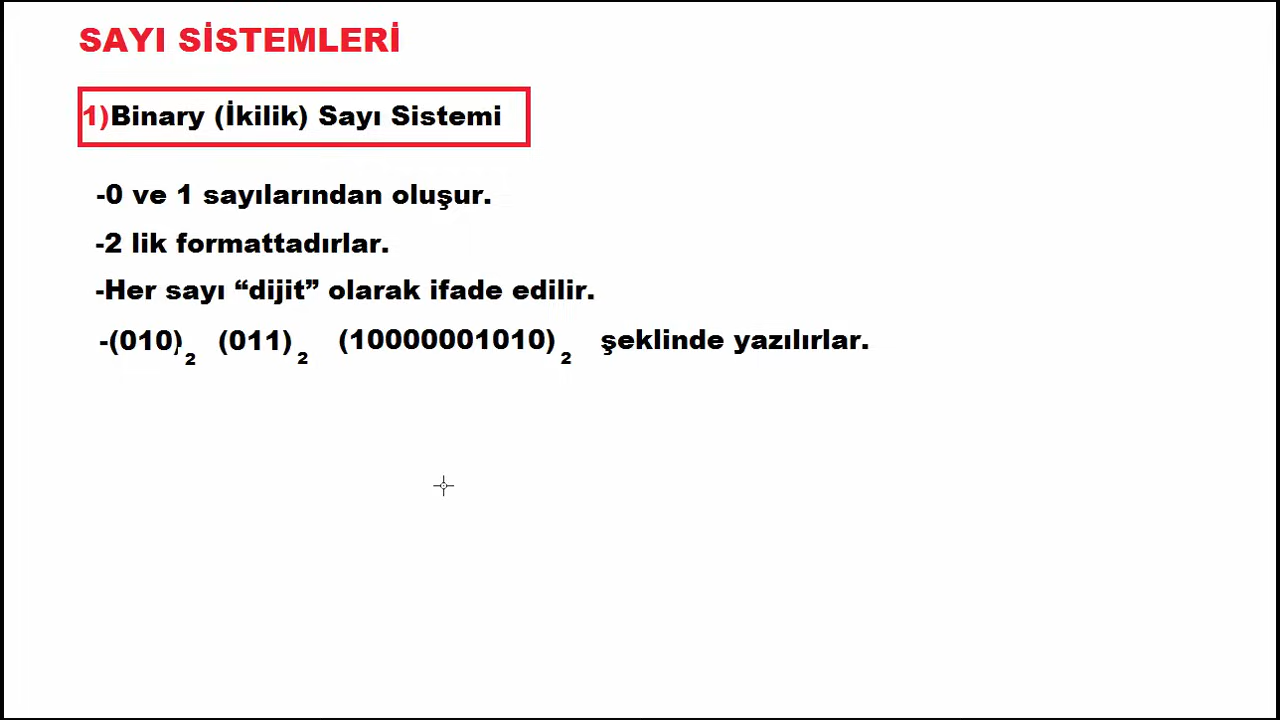 SAYI SİSTEMLERİ
1)Binary (İkilik) Sayı Sistemi
-0 ve 1 sayılarından oluşur.
-2 lik formattadırlar.
-Her sayı “dijit” olarak ifade edilir.
-(010)2 (011)2 (10000001010)2 şeklinde yazılırlar.